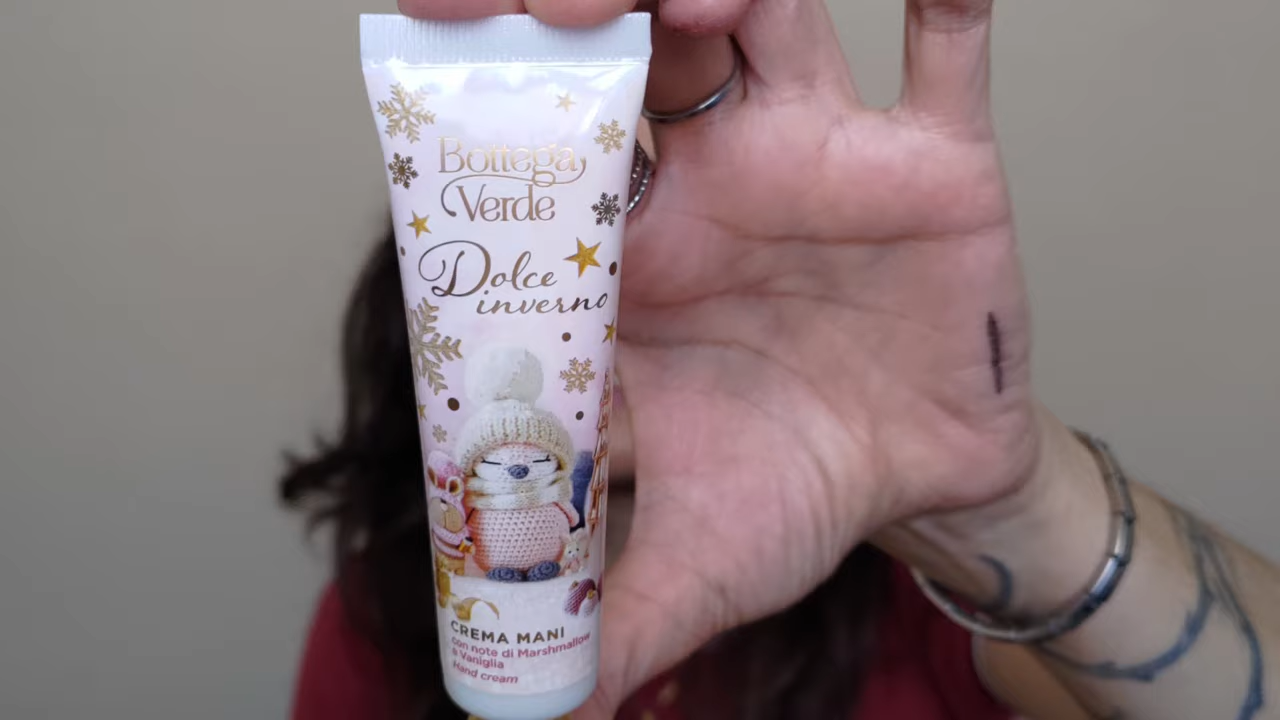 Bottega
Verde
Dolce
inverno
CREMA MANI
con note di Marshmallow
e Vaniglia
Hand cream